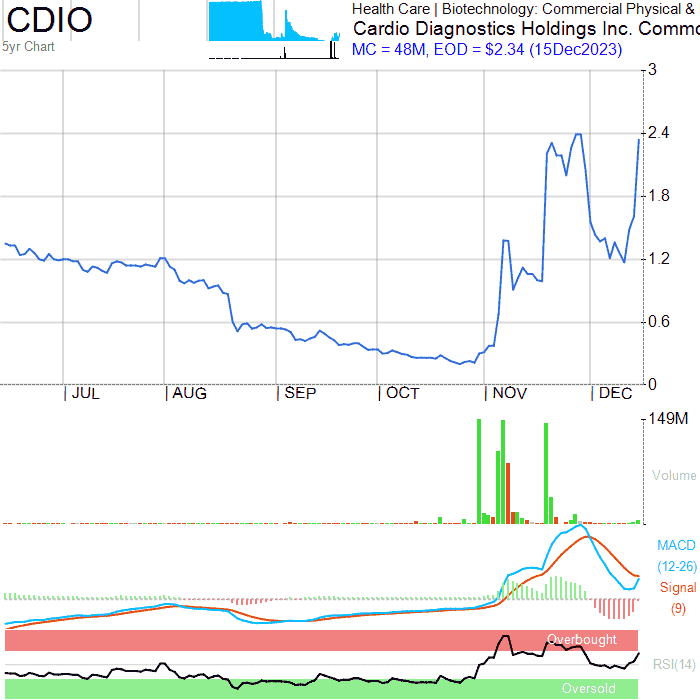 CDIO
5yr Chart
Health Care | Biotechnology: Commercial Physical &
Cardio Diagnostics Holdings Inc. Commo
MC = 48M, EOD = $2.34 (15Dec2023)
3
2.4
1.8
1.2
0.6
0
JUL AUG SEP OCT NOV DEC
149M
Volume
MACD
(12-26)
Signal
(9)
Overbought
RSI(14)
Oversold